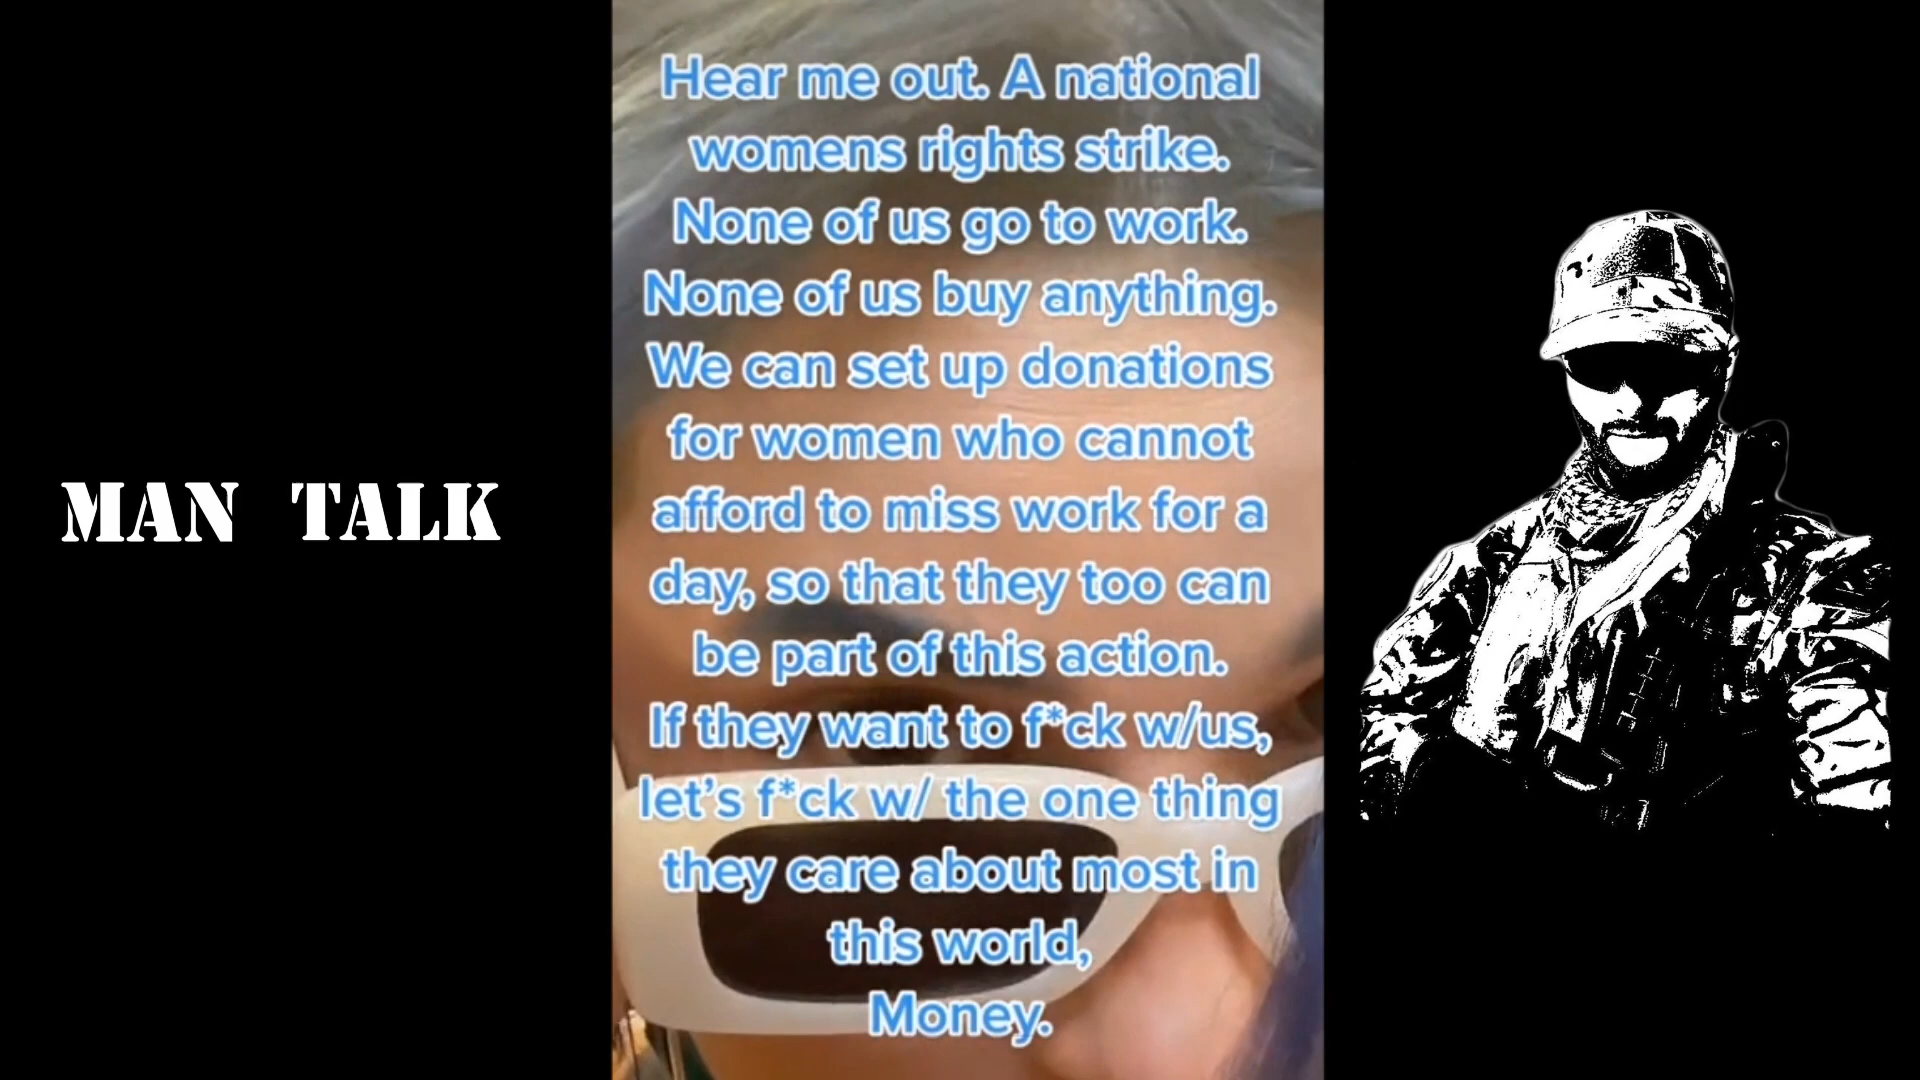 MAN TALK
Hear me out. A national
womens rights strike.
None of us go to work.
None of us buy anything.
We can set up donations
for women who cannot
afford to miss work for a
day, so that they too can
be part of this action.
If they want to f*ck w/us,
let’s f*ck w/ the one thing
they care about most in
this world,
Money.